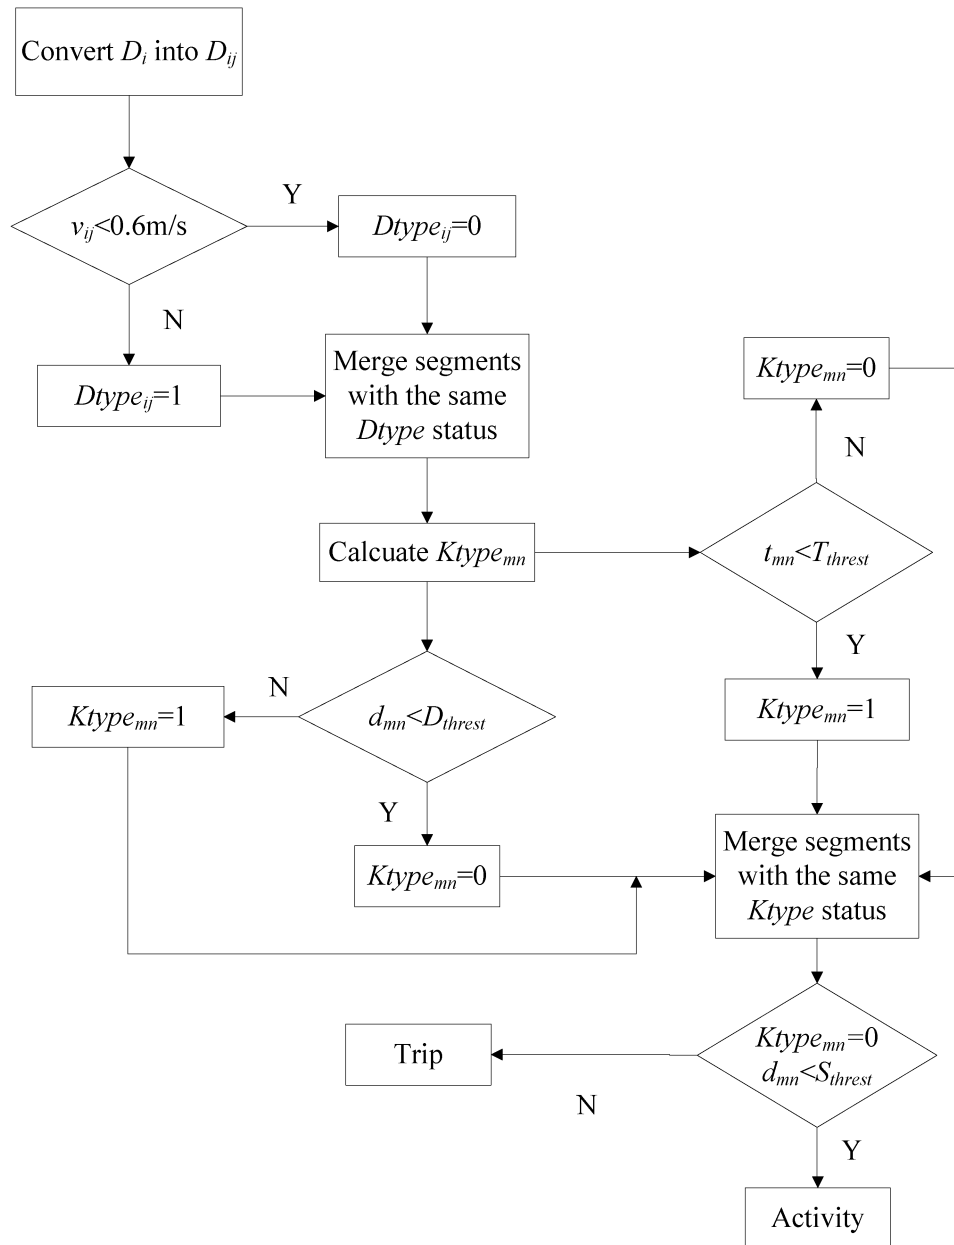 Convert Di into Dij
vij<0.6m/s
Y
Dtypeij=0
N
Dtypeij=1
Merge segments
with the same
Dtype status
Ktypemn=0
N
Calcuate Ktypemn
tmn<Tthrest
Y
N
Ktypemn=1
dmn<Dthrest
Ktypemn=1
Y
Ktypemn=0
Merge segments
with the same
Ktype status
Trip
Ktypemn=0
dmn<Sthrest
N
Y
Activity